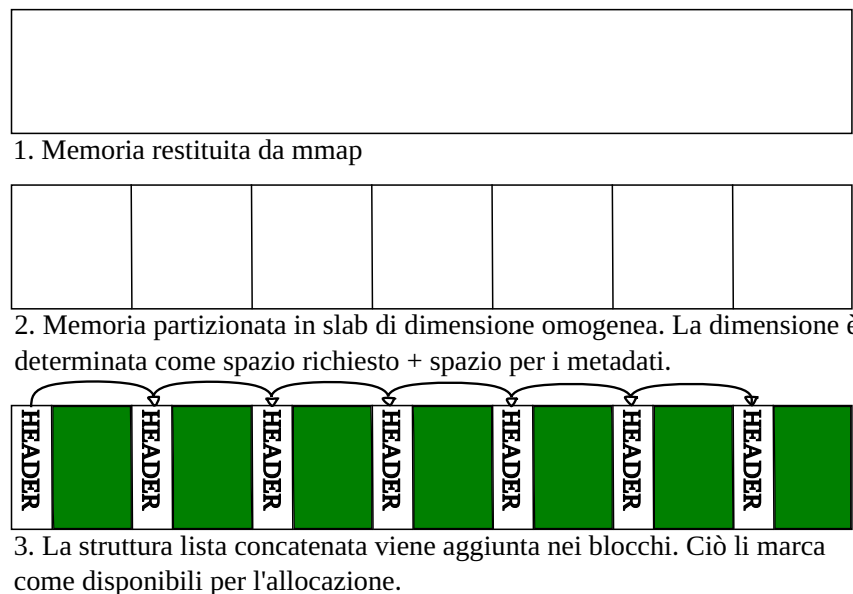 1. Memoria restituita da mmap
2. Memoria partizionata in slab di dimensione omogenea. La dimensione è
determinata come spazio richiesto + spazio per i metadati.
HEADER
HEADER
HEADER
HEADER
HEADER
HEADER
HEADER
3. La struttura lista concatenata viene aggiunta nei blocchi. Ciò li marca
come disponibili per l'allocazione.